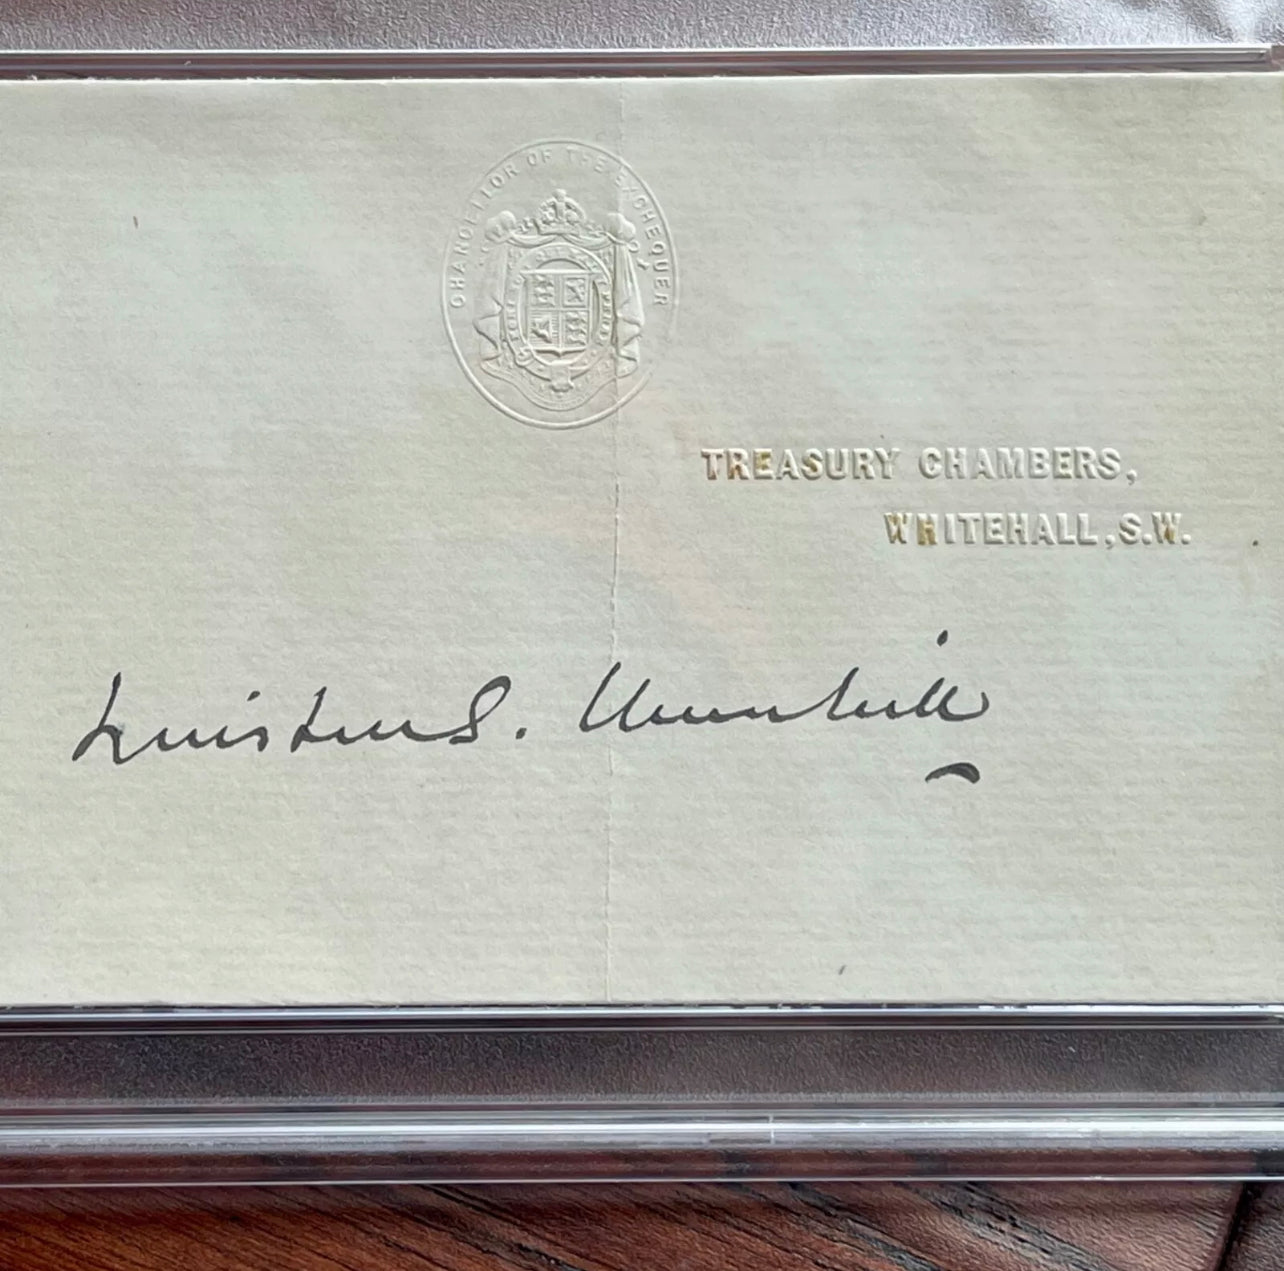 CHANCELLOR OF THE EXCHEQUER
TREASURY CHAMBERS,
WHITEHALL, S.W.
Winston S. Churchill